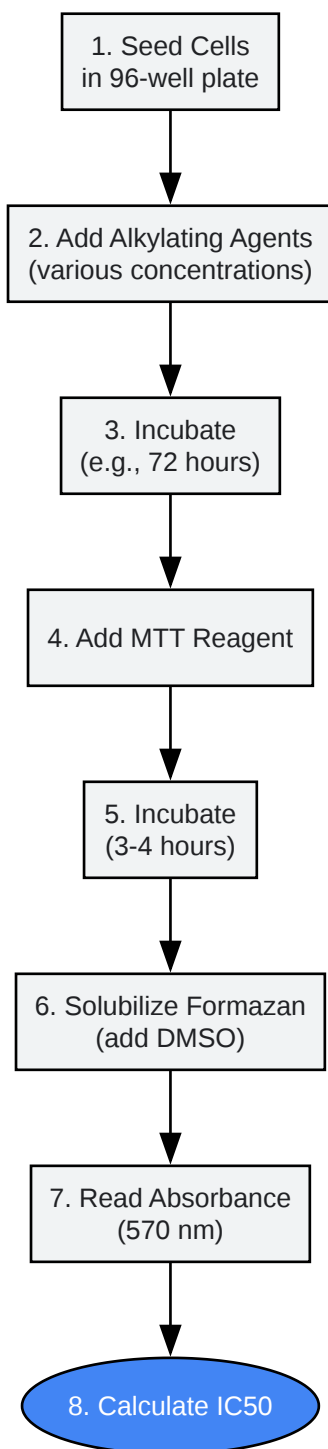 1. Seed Cells
in 96-well plate
2. Add Alkylating Agents
(various concentrations)
3. Incubate
(e.g., 72 hours)
4. Add MTT Reagent
5. Incubate
(3-4 hours)
6. Solubilize Formazan
(add DMSO)
7. Read Absorbance
(570 nm)
8. Calculate IC50